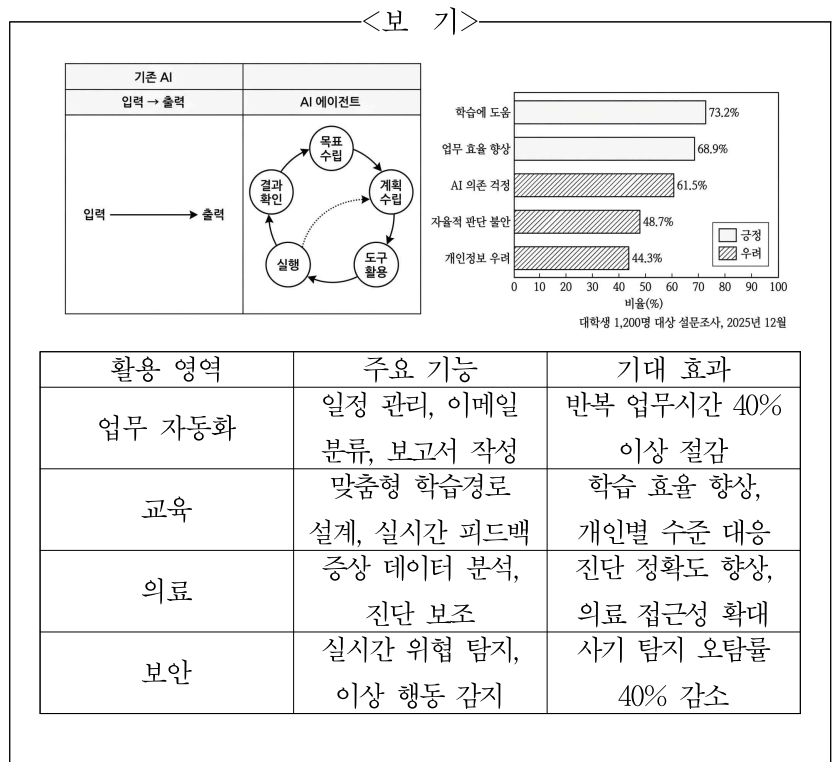 <보 기>
기존 AI
입력 → 출력
AI 에이전트
입력
출력
목표
수립
계획
수립
도구
활용
실행
결과
확인
학습에 도움
73.2%
업무 효율 향상
68.9%
AI 의존 걱정
61.5%
자율적 판단 불안
48.7%
개인정보 우려
44.3%
긍정
우려
0 10 20 30 40 50 60 70 80 90 100
비율(%)
대학생 1,200명 대상 설문조사, 2025년 12월
활용 영역 주요 기능 기대 효과
업무 자동화
일정 관리, 이메일
분류, 보고서 작성
반복 업무시간 40%
이상 절감
교육
맞춤형 학습경로
설계, 실시간 피드백
학습 효율 향상,
개인별 수준 대응
의료
증상 데이터 분석,
진단 보조
진단 정확도 향상,
의료 접근성 확대
보안
실시간 위협 탐지,
이상 행동 감지
사기 탐지 오탐률
40% 감소